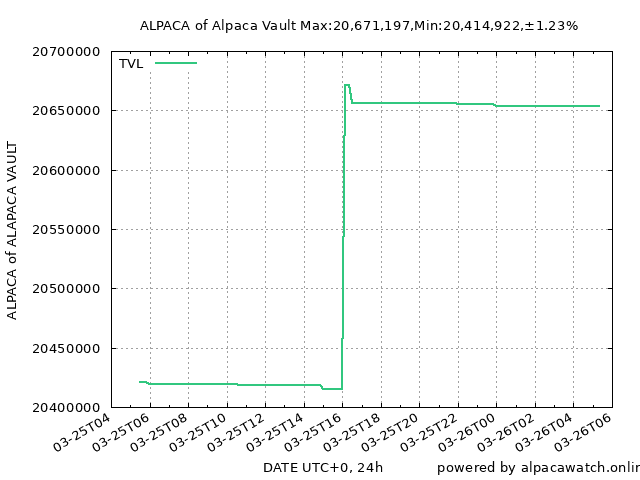 ALPACA of Alpaca Vault Max:20,671,197,Min:20,414,922,±1.23%
20700000
TVL
20650000
20600000
20550000
20500000
20450000
20400000
ALPACA of ALAPACA VAULT
03-25T04
03-25T06
03-25T08
03-25T10
03-25T12
03-25T14
03-25T16
03-25T18
03-25T20
03-25T22
03-26T00
03-26T02
03-26T04
03-26T06
DATE UTC+0, 24h
powered by alpacawatch.onlin